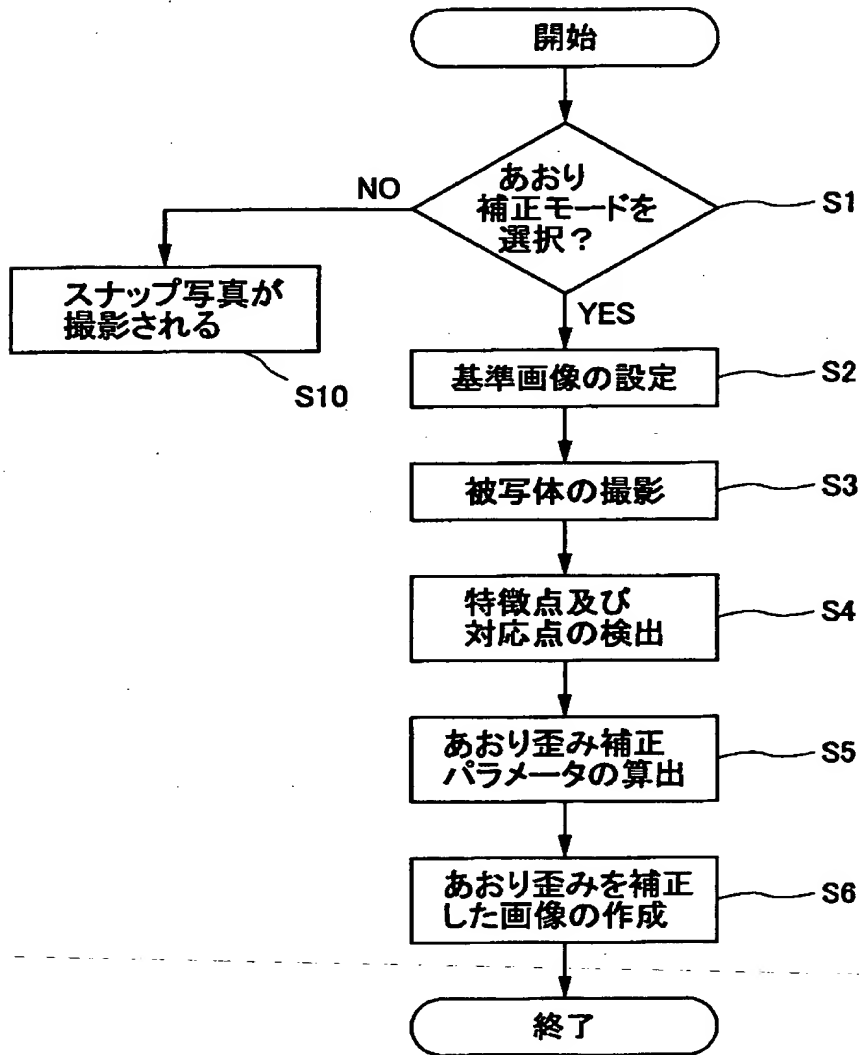 開始
あおり
補正モードを
選択？
S1
NO
YES
スナップ写真が
撮影される
S10
基準画像の設定
S2
被写体の撮影
S3
特徴点及び
対応点の検出
S4
あおり歪み補正
パラメータの算出
S5
あおり歪みを補正
した画像の作成
S6
終了